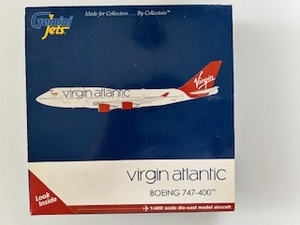 Gemini
Jets
Made for Collectors . . . By Collectors™
virgin atlantic
Virgin
virgin atlantic
BOEING 747-400™
Look
Inside
1:400 scale die-cast model aircraft